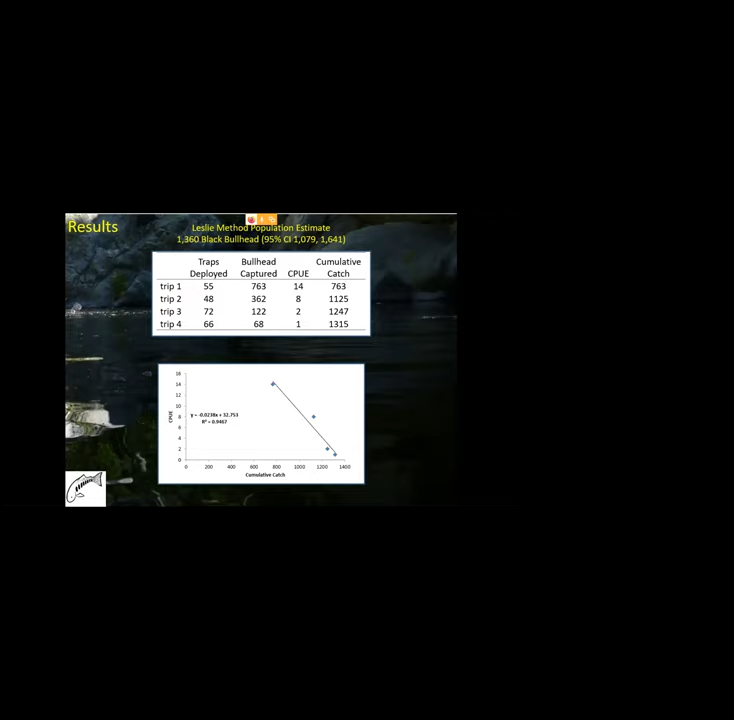 Results
Leslie Method Population Estimate
1,360 Black Bullhead (95% CI 1,079, 1,641)
Traps Deployed Bullhead Captured CPUE Cumulative Catch
trip 1 55 763 14 763
trip 2 48 362 8 1125
trip 3 72 122 2 1247
trip 4 66 68 1 1315
16
14
12
10
8
6
4
2
0
CPUE
y = -0.0238x + 32.753
R² = 0.9467
0 200 400 600 800 1000 1200 1400
Cumulative Catch